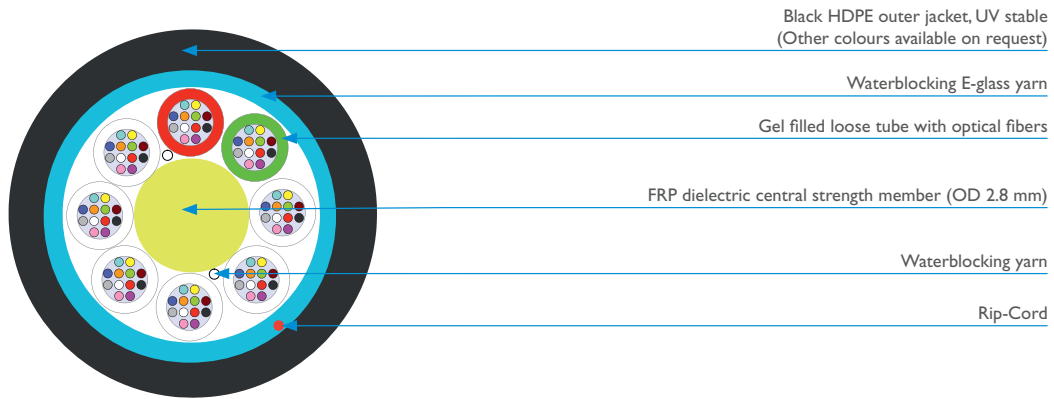 Black HDPE outer jacket, UV stable
(Other colours available on request)
Waterblocking E-glass yarn
Gel filled loose tube with optical fibers
FRP dielectric central strength member (OD 2.8 mm)
Waterblocking yarn
Rip-Cord